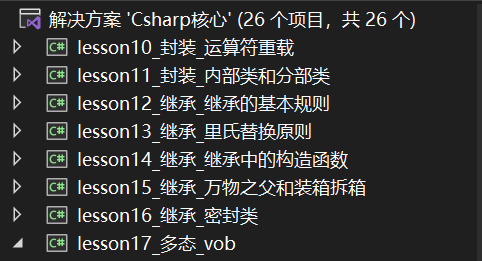 解决方案 'Csharp核心' (26 个项目，共 26 个)
C# lesson10_封装_运算符重载
C# lesson11_封装_内部类和分部类
C# lesson12_继承_继承的基本规则
C# lesson13_继承_里氏替换原则
C# lesson14_继承_继承中的构造函数
C# lesson15_继承_万物之父和装箱拆箱
C# lesson16_继承_密封类
C# lesson17_多态_vob